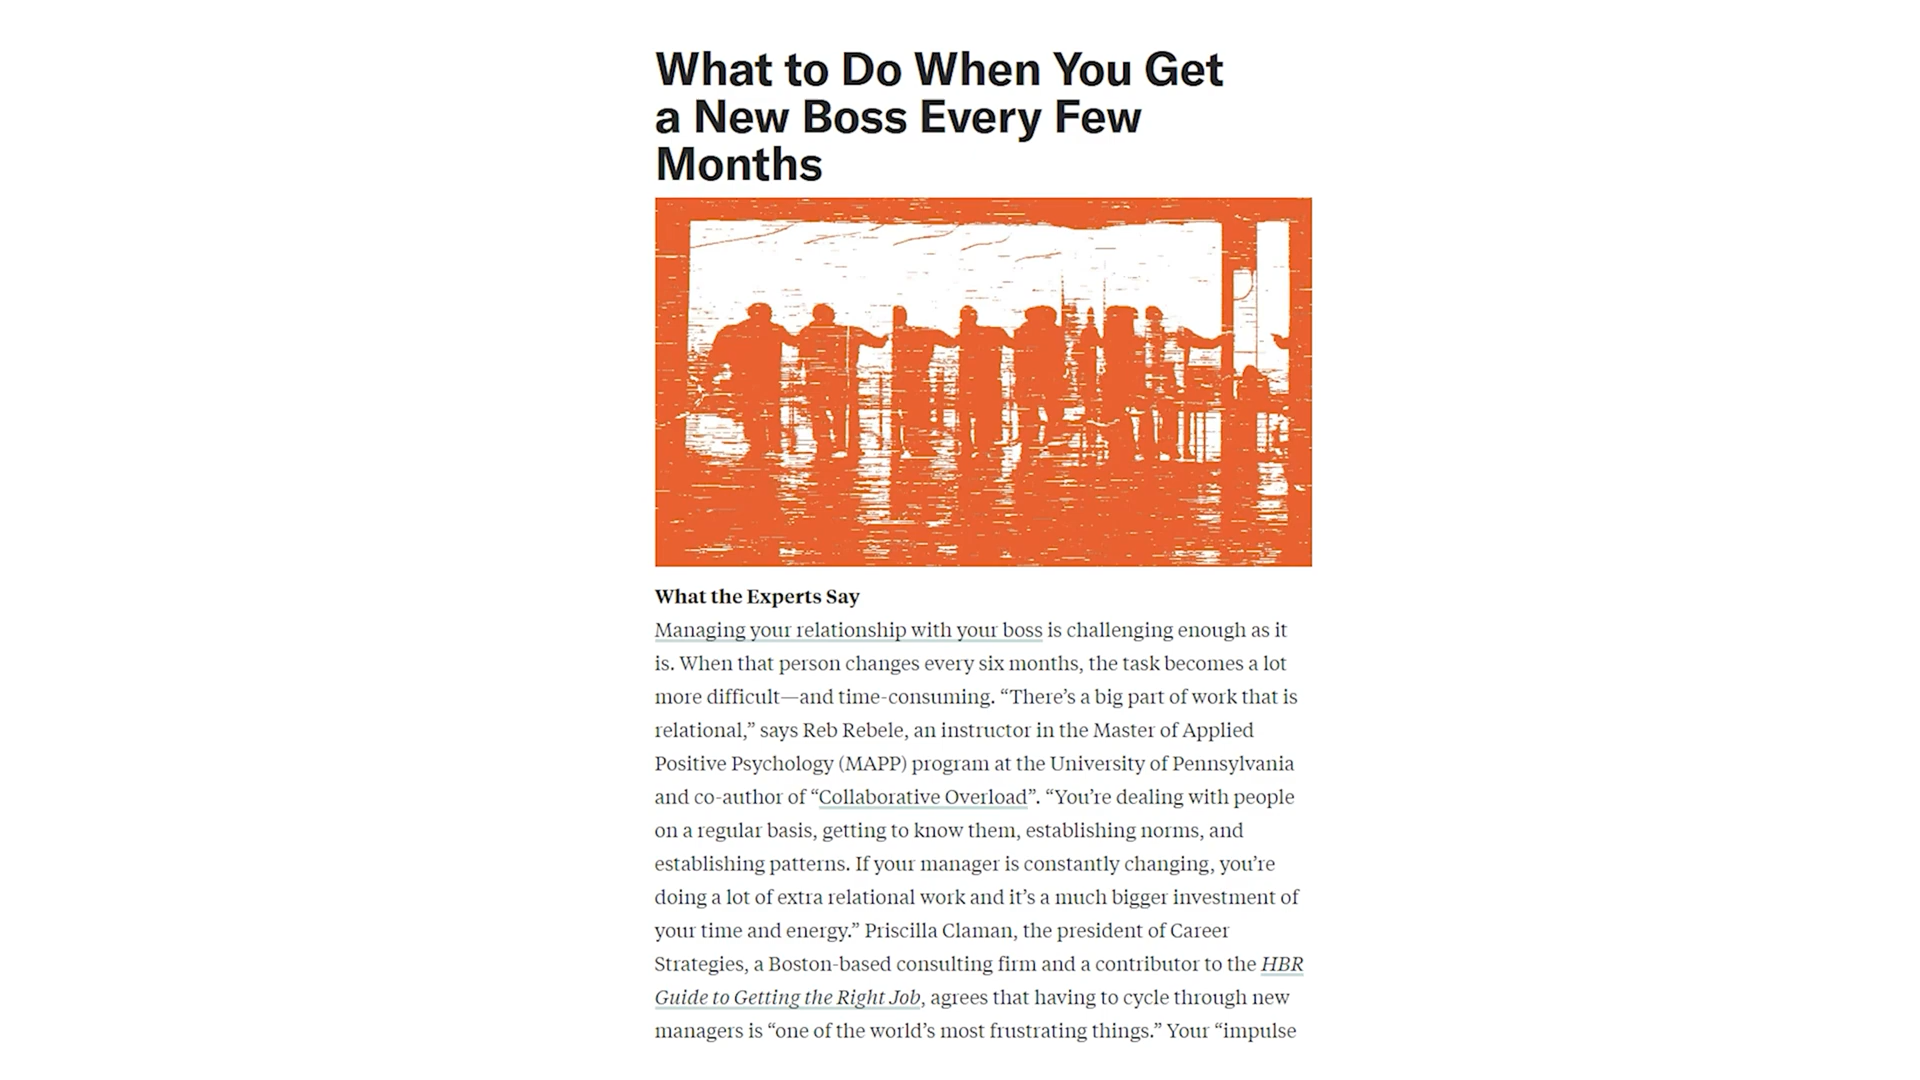 What to Do When You Get
a New Boss Every Few
Months
What the Experts Say
Managing your relationship with your boss is challenging enough as it
is. When that person changes every six months, the task becomes a lot
more difficult—and time-consuming. “There’s a big part of work that is
relational,” says Reb Rebele, an instructor in the Master of Applied
Positive Psychology (MAPP) program at the University of Pennsylvania
and co-author of “Collaborative Overload”. “You’re dealing with people
on a regular basis, getting to know them, establishing norms, and
establishing patterns. If your manager is constantly changing, you’re
doing a lot of extra relational work and it’s a much bigger investment of
your time and energy.” Priscilla Claman, the president of Career
Strategies, a Boston-based consulting firm and a contributor to the HBR
Guide to Getting the Right Job, agrees that having to cycle through new
managers is “one of the world’s most frustrating things.” Your “impulse